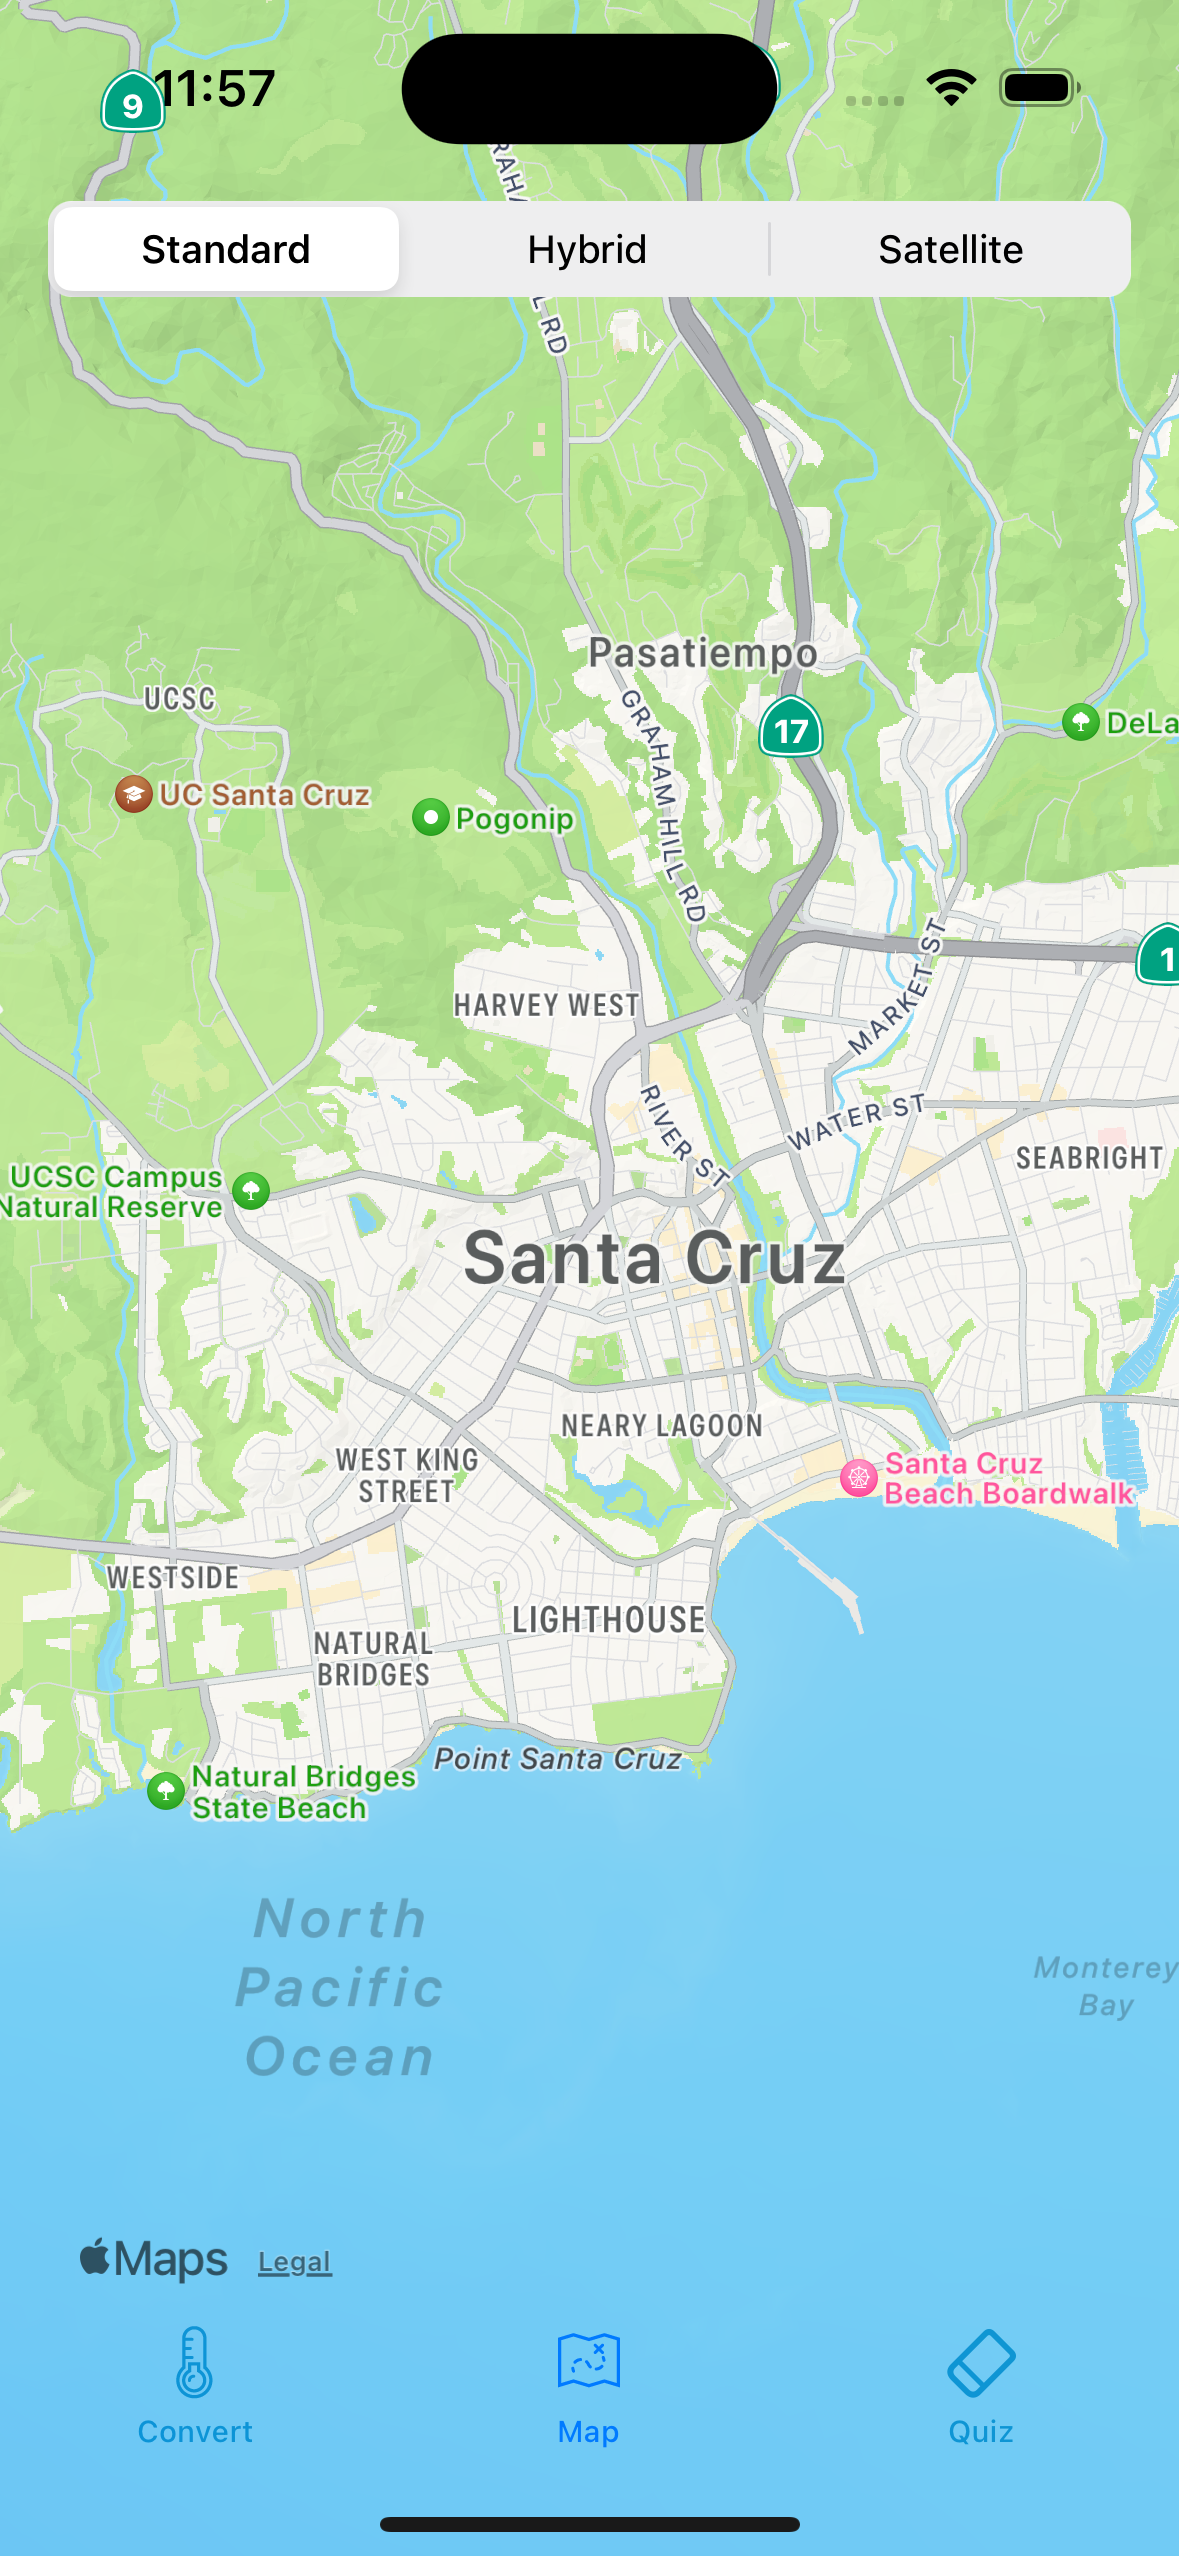 11:57
9
Standard
Hybrid
Satellite
L RD
Pasatiempo
GRAHAM HILL RD
17
UCSC
DeLa
UC Santa Cruz
Pogonip
MARKET ST
1
HARVEY WEST
RIVER ST
WATER ST
SEABRIGHT
UCSC Campus
Natural Reserve
Santa Cruz
NEARY LAGOON
WEST KING
STREET
Santa Cruz
Beach Boardwalk
WESTSIDE
LIGHTHOUSE
NATURAL
BRIDGES
Point Santa Cruz
Natural Bridges
State Beach
North
Pacific
Ocean
Monterey
Bay
Maps
Legal
Convert
Map
Quiz